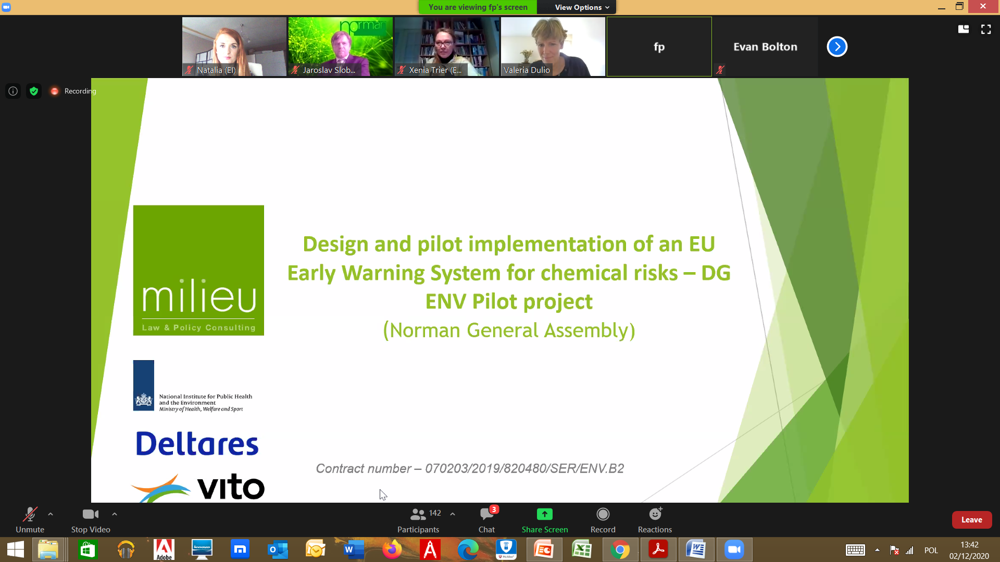 You are viewing fp's screen
View Options
norman
Natalia (EI)
Jaroslav Slob...
Xenia Trier (E...
Valeria Dulio
fp
Evan Bolton
Recording
milieu
Law & Policy Consulting
Design and pilot implementation of an EU
Early Warning System for chemical risks – DG
ENV Pilot project
(Norman General Assembly)
National Institute for Public Health
and the Environment
Ministry of Health, Welfare and Sport
Deltares
vito
Contract number – 070203/2019/820480/SER/ENV.B2
Unmute
Stop Video
142
Participants
3
Chat
Share Screen
Record
Reactions
Leave
Adobe
lenovo
McAfee
POL
13:42
02/12/2020